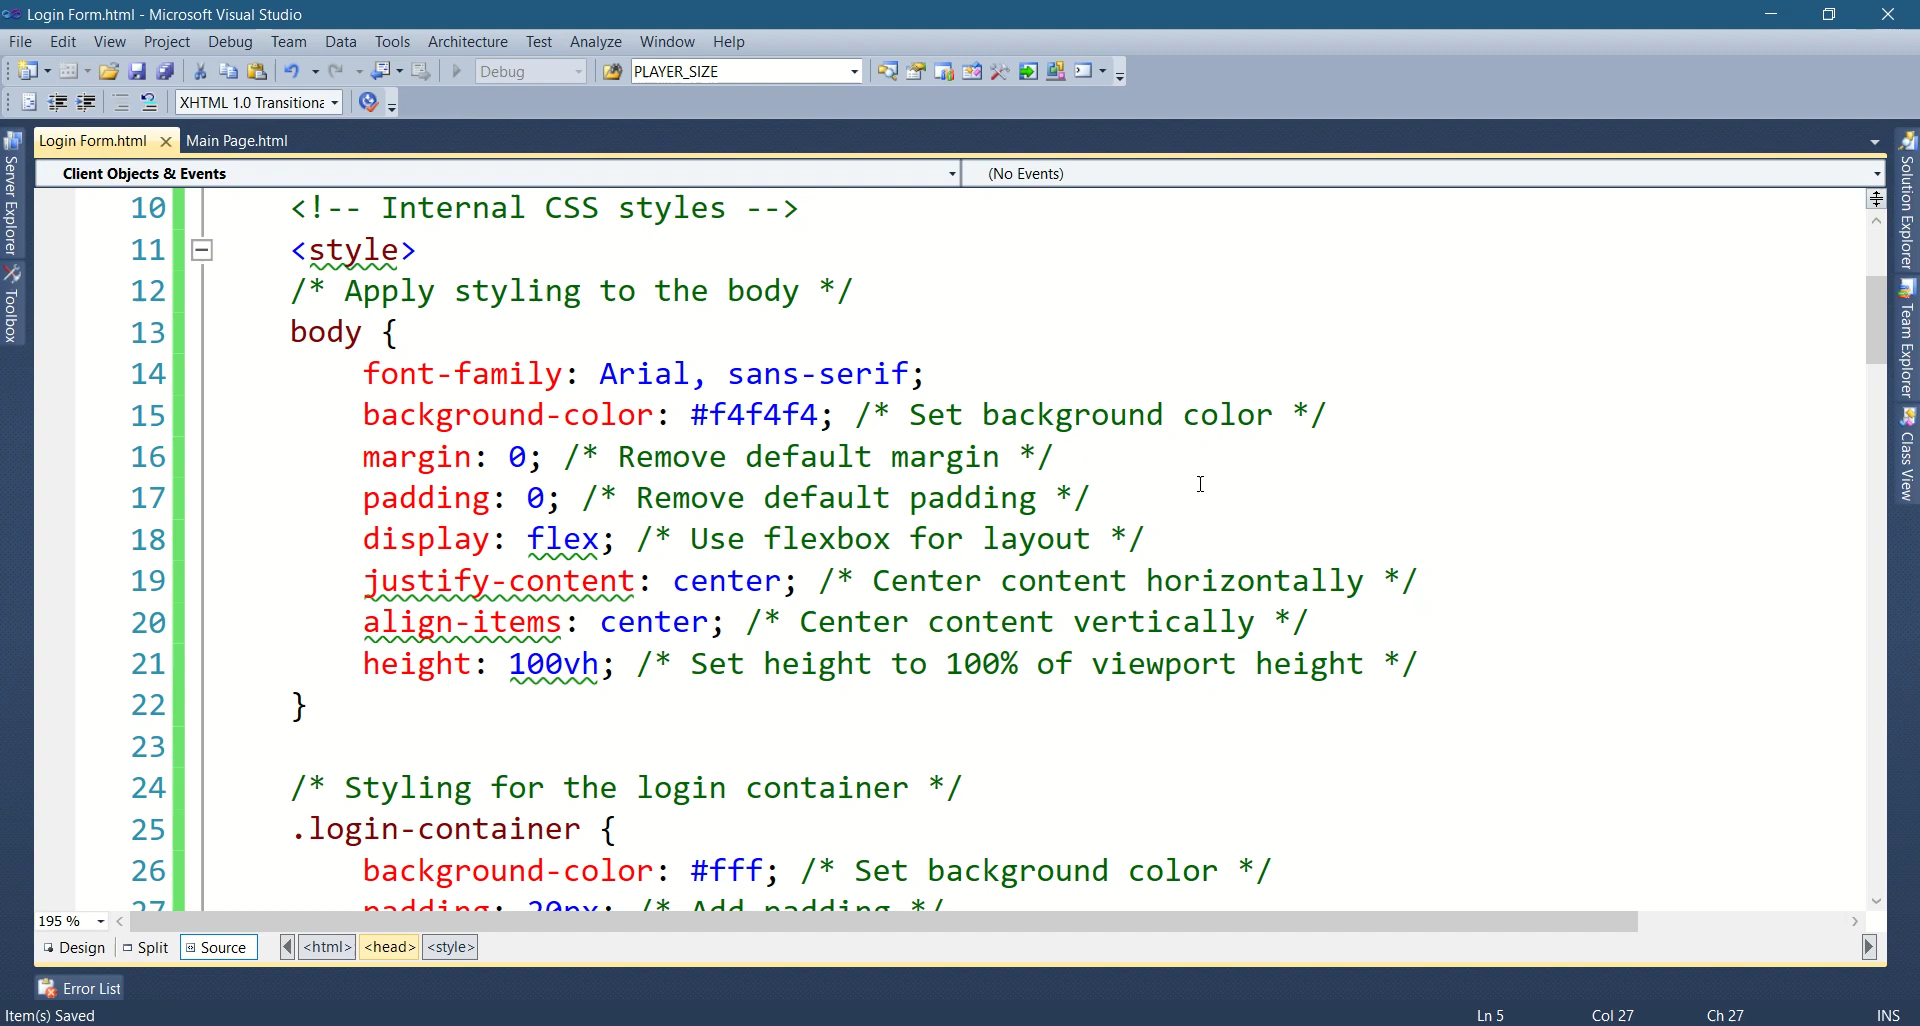 Login Form.html - Microsoft Visual Studio
File Edit View Project Debug Team Data Tools Architecture Test Analyze Window Help
Debug PLAYER_SIZE
XHTML 1.0 Transitiona
Login Form.html Main Page.html
Client Objects & Events (No Events)
Server Explorer
Toolbox
Solution Explorer
Team Explorer
Class View
10 <!-- Internal CSS styles -->
11 <style>
12 /* Apply styling to the body */
13 body {
14 font-family: Arial, sans-serif;
15 background-color: #f4f4f4; /* Set background color */
16 margin: 0; /* Remove default margin */
17 padding: 0; /* Remove default padding */
18 display: flex; /* Use flexbox for layout */
19 justify-content: center; /* Center content horizontally */
20 align-items: center; /* Center content vertically */
21 height: 100vh; /* Set height to 100% of viewport height */
22 }
23
24 /* Styling for the login container */
25 .login-container {
26 background-color: #fff; /* Set background color */
27 padding: 20px; /* Add padding */
195 %
Design Split Source <html> <head> <style>
Error List
Item(s) Saved Ln 5 Col 27 Ch 27 INS